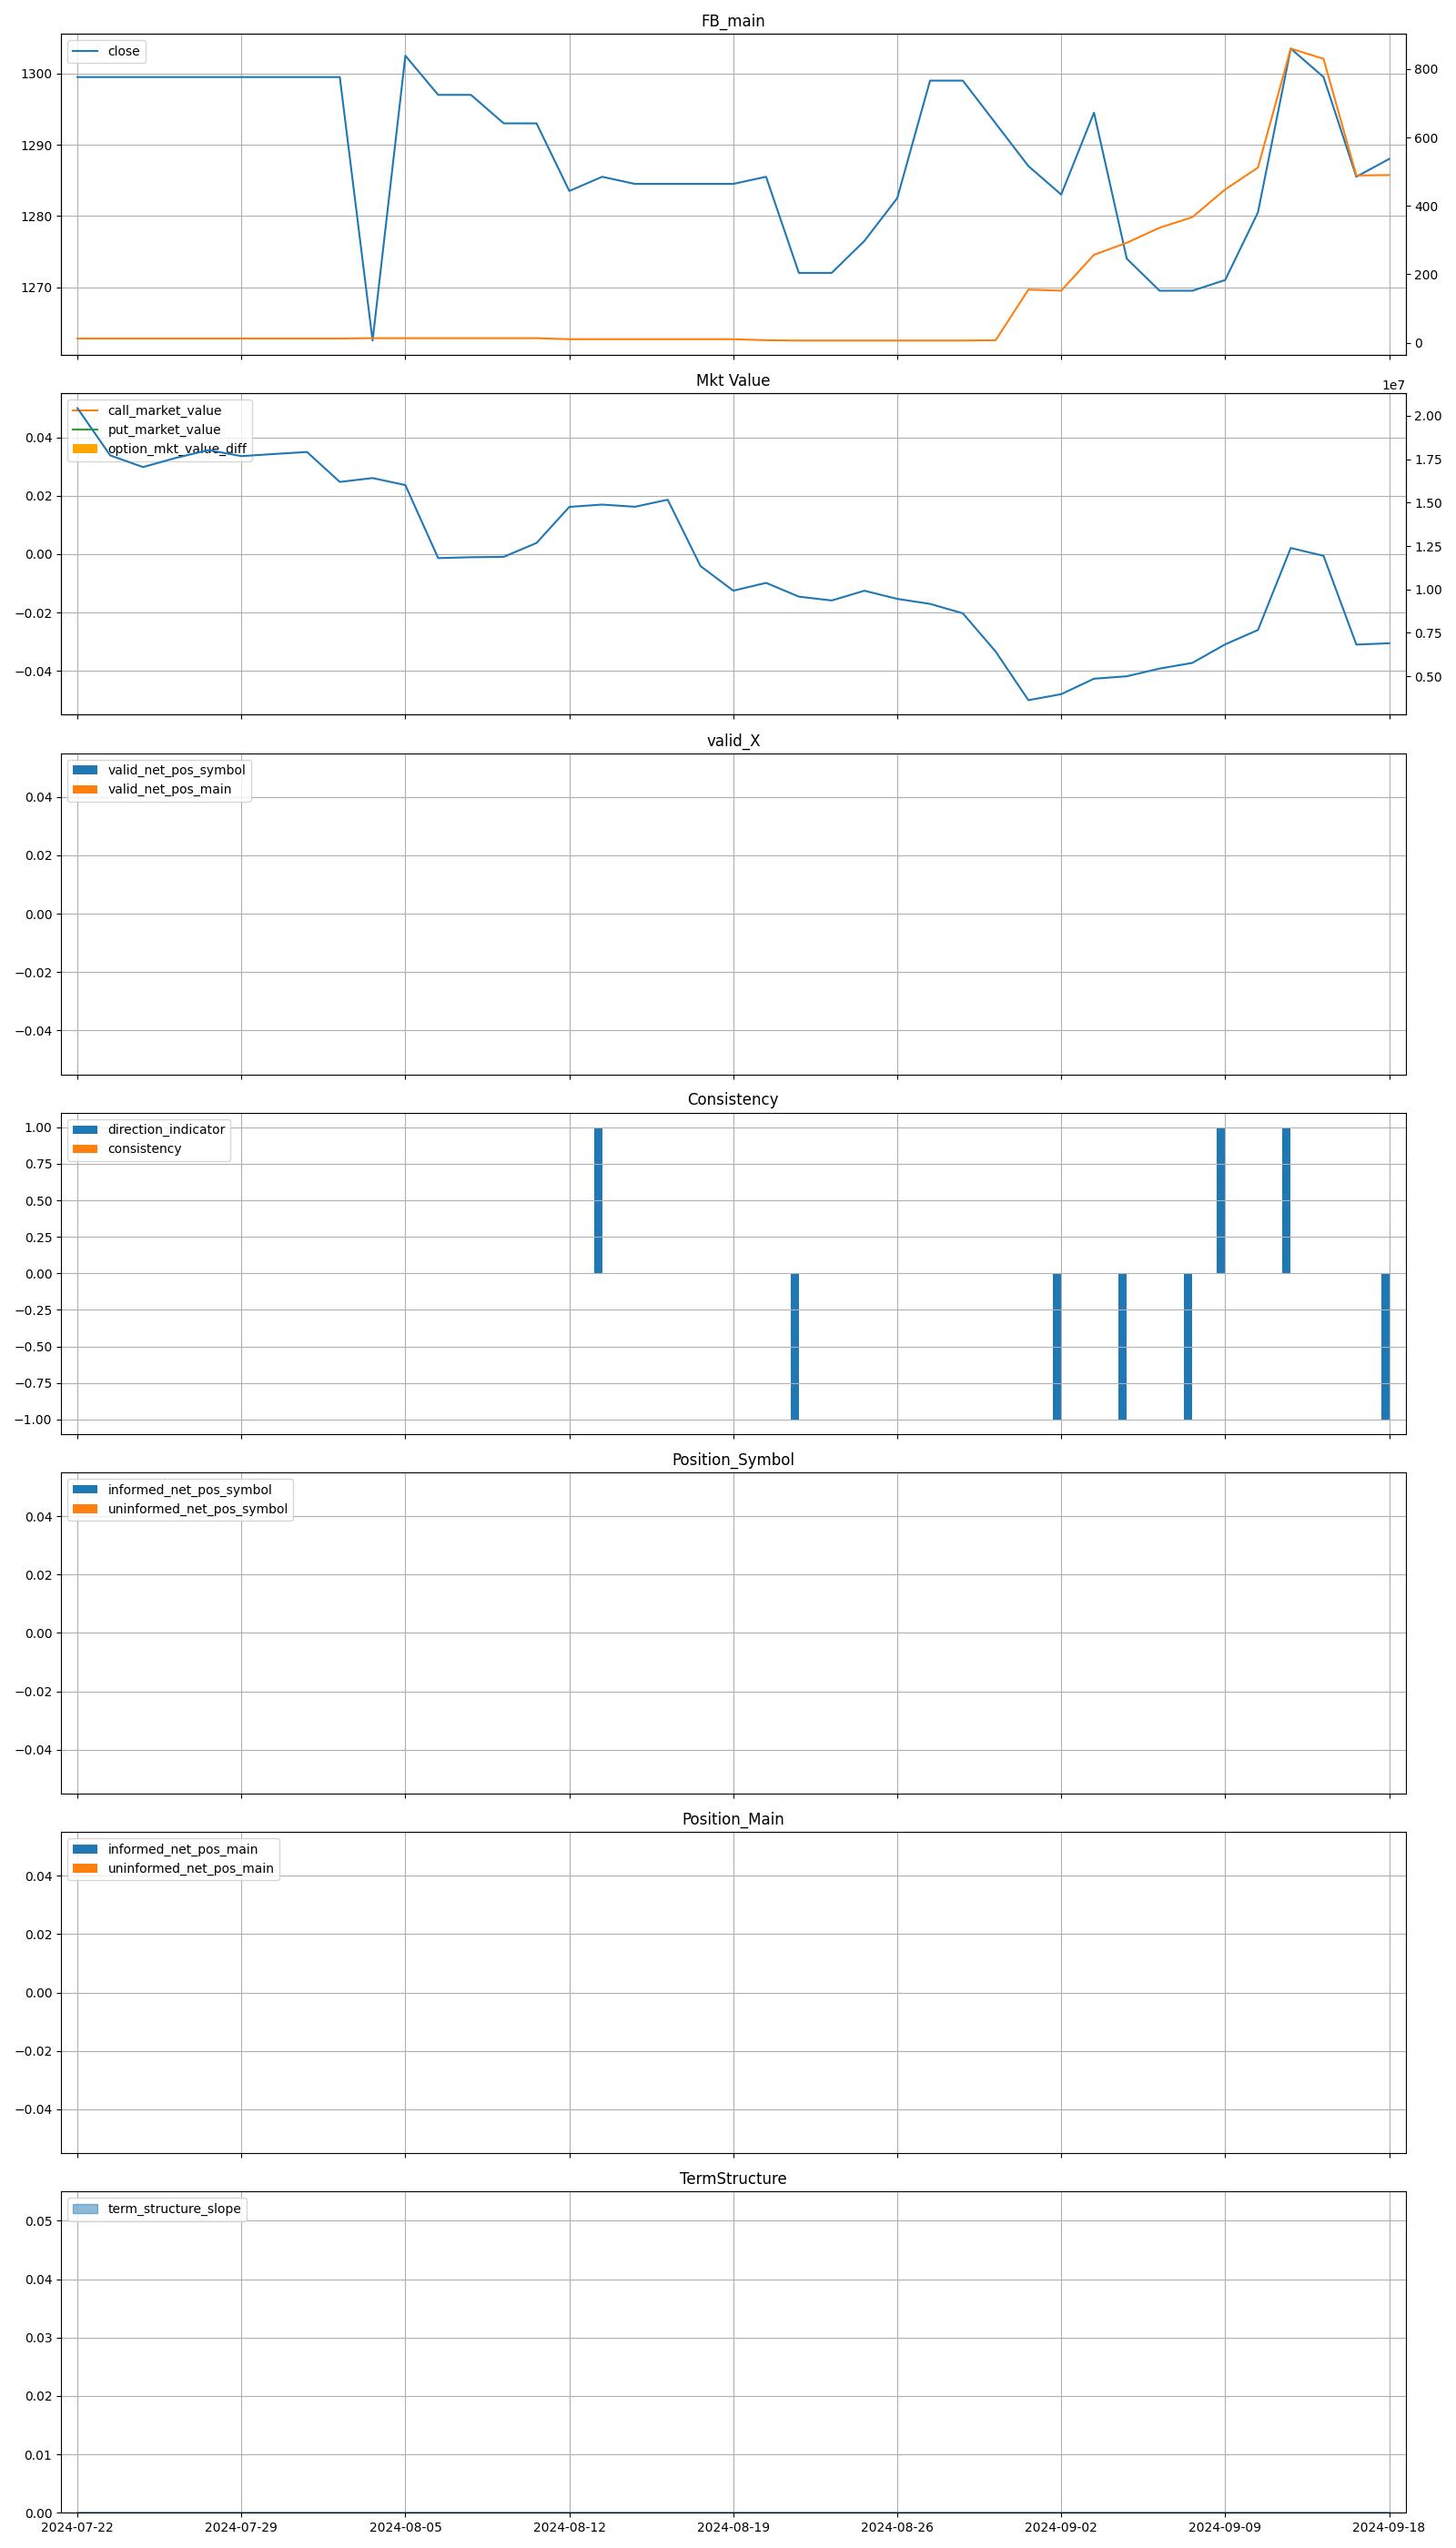 FB_main
close
1300
1290
1280
1270
800
600
400
200
0
Mkt Value
1e7
call_market_value
put_market_value
option_mkt_value_diff
0.04
0.02
0.00
−0.02
−0.04
2.00
1.75
1.50
1.25
1.00
0.75
0.50
valid_X
valid_net_pos_symbol
valid_net_pos_main
0.04
0.02
0.00
−0.02
−0.04
Consistency
direction_indicator
consistency
1.00
0.75
0.50
0.25
0.00
−0.25
−0.50
−0.75
−1.00
Position_Symbol
informed_net_pos_symbol
uninformed_net_pos_symbol
0.04
0.02
0.00
−0.02
−0.04
Position_Main
informed_net_pos_main
uninformed_net_pos_main
0.04
0.02
0.00
−0.02
−0.04
TermStructure
term_structure_slope
0.05
0.04
0.03
0.02
0.01
0.00
2024-07-22 2024-07-29 2024-08-05 2024-08-12 2024-08-19 2024-08-26 2024-09-02 2024-09-09 2024-09-18